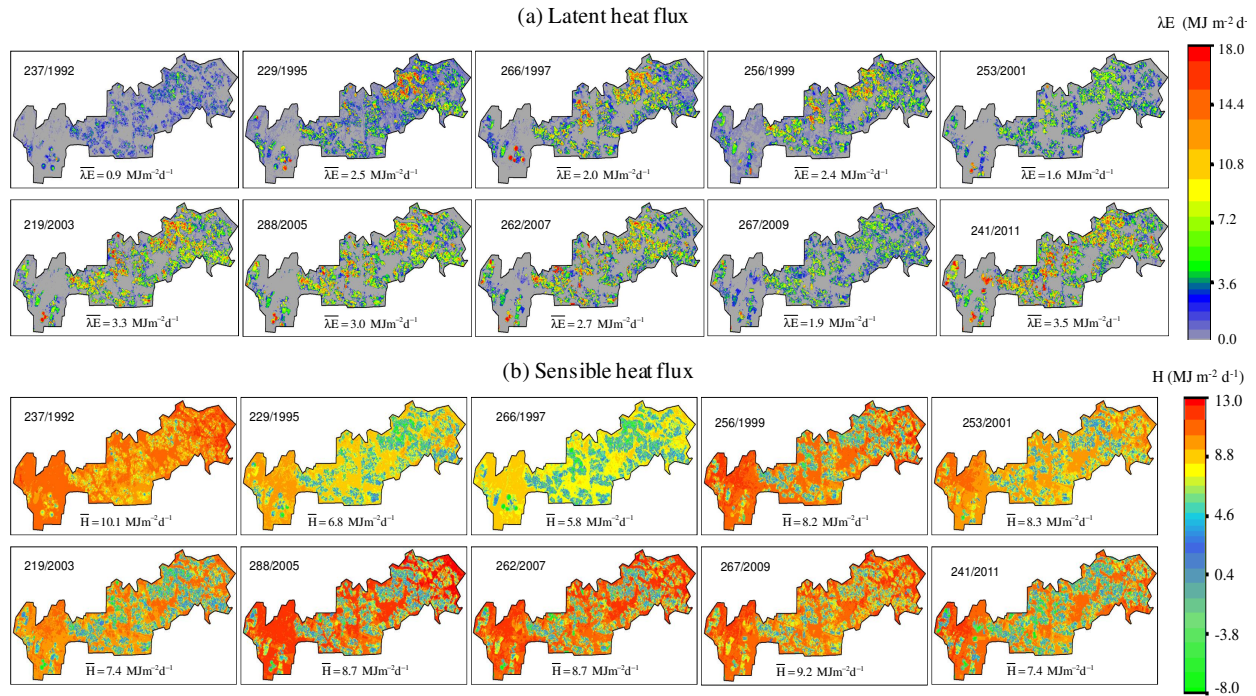 (a) Latent heat flux
λE (MJ m⁻² d⁻
237/1992
229/1995
266/1997
256/1999
253/2001
λE = 0.9 MJm⁻²d⁻¹
λE = 2.5 MJm⁻²d⁻¹
λE = 2.0 MJm⁻²d⁻¹
λE = 2.4 MJm⁻²d⁻¹
λE = 1.6 MJm⁻²d⁻¹
219/2003
288/2005
262/2007
267/2009
241/2011
λE = 3.3 MJm⁻²d⁻¹
λE = 3.0 MJm⁻²d⁻¹
λE = 2.7 MJm⁻²d⁻¹
λE = 1.9 MJm⁻²d⁻¹
λE = 3.5 MJm⁻²d⁻¹
18.0
14.4
10.8
7.2
3.6
0.0
(b) Sensible heat flux
H (MJ m⁻² d⁻¹)
237/1992
229/1995
266/1997
256/1999
253/2001
H = 10.1 MJm⁻²d⁻¹
H = 6.8 MJm⁻²d⁻¹
H = 5.8 MJm⁻²d⁻¹
H = 8.2 MJm⁻²d⁻¹
H = 8.3 MJm⁻²d⁻¹
219/2003
288/2005
262/2007
267/2009
241/2011
H = 7.4 MJm⁻²d⁻¹
H = 8.7 MJm⁻²d⁻¹
H = 8.7 MJm⁻²d⁻¹
H = 9.2 MJm⁻²d⁻¹
H = 7.4 MJm⁻²d⁻¹
13.0
8.8
4.6
0.4
-3.8
-8.0